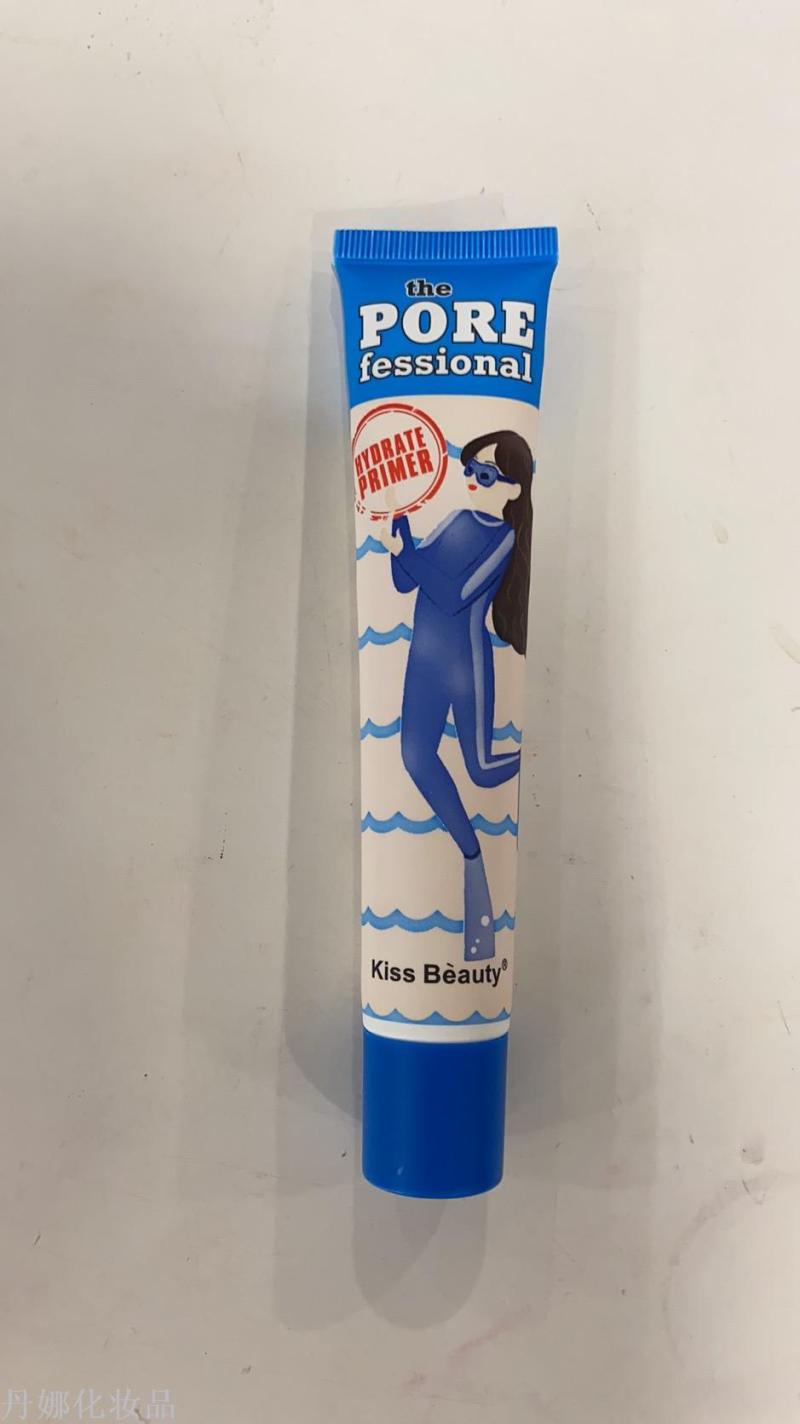 the
PORE
fessional
HYDRATE
PRIMER
Kiss Bèauty®
丹娜化妆品